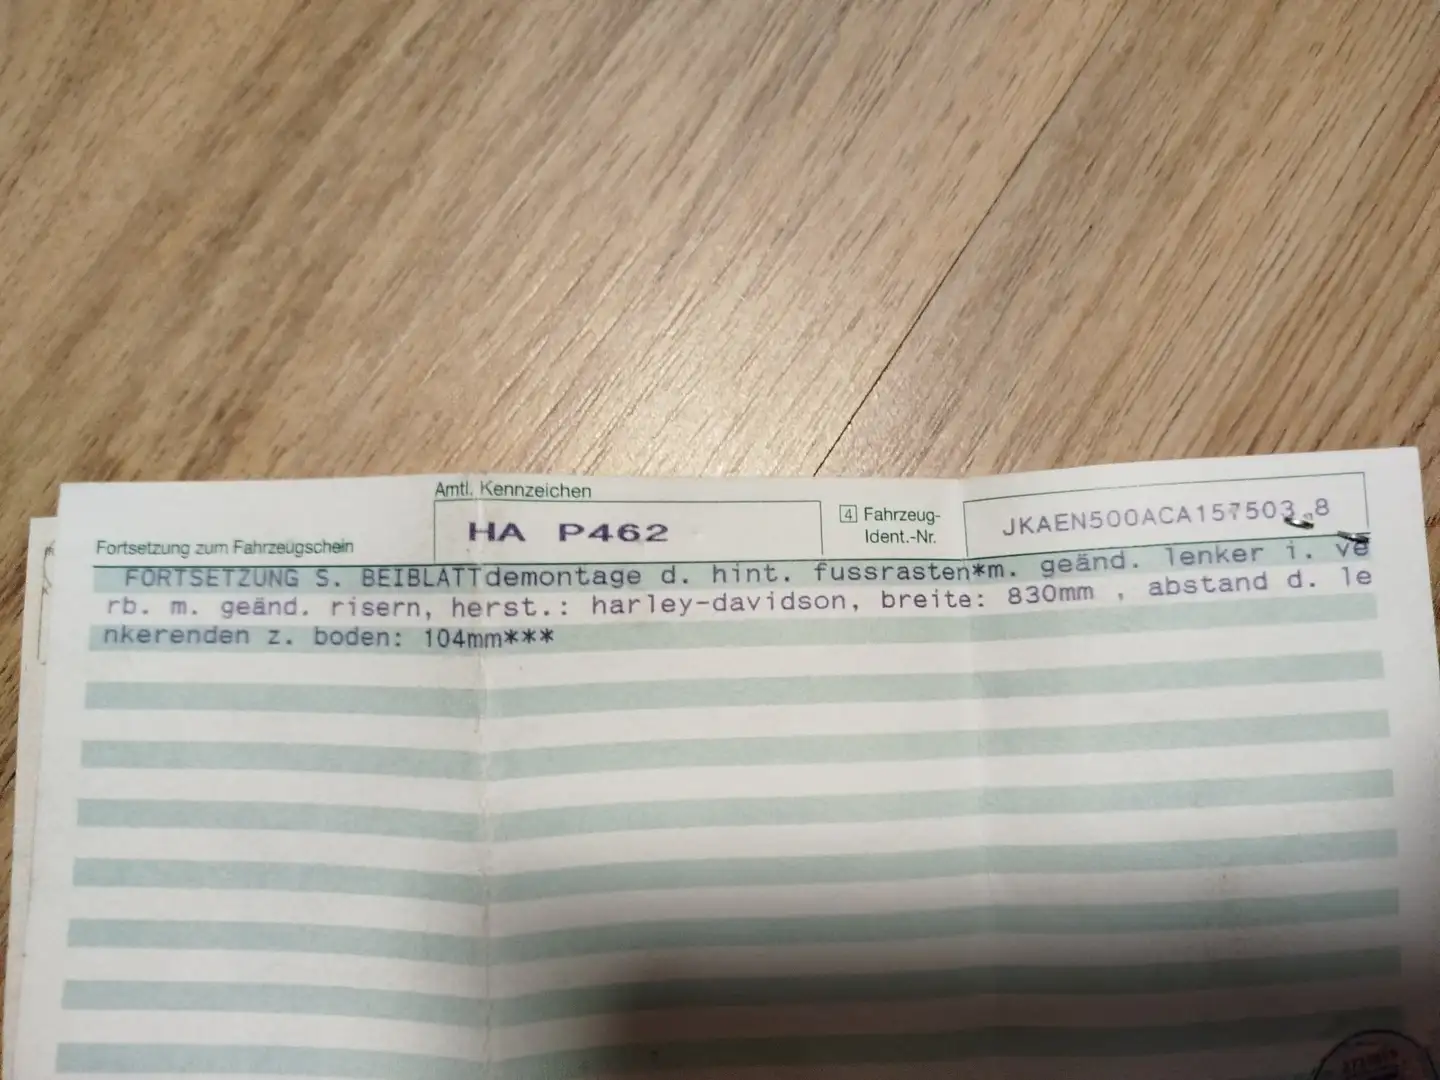 Amtl. Kennzeichen
Fortsetzung zum Fahrzeugschein
HA P462
4 Fahrzeug-
Ident.-Nr.
JKAEN500ACA157503 8
FORTSETZUNG S. BEIBLATTdemontage d. hint. fussrasten*m. geänd. lenker i. ve
rb. m. geänd. risern, herst.: harley-davidson, breite: 830mm , abstand d. le
nkerenden z. boden: 104mm***